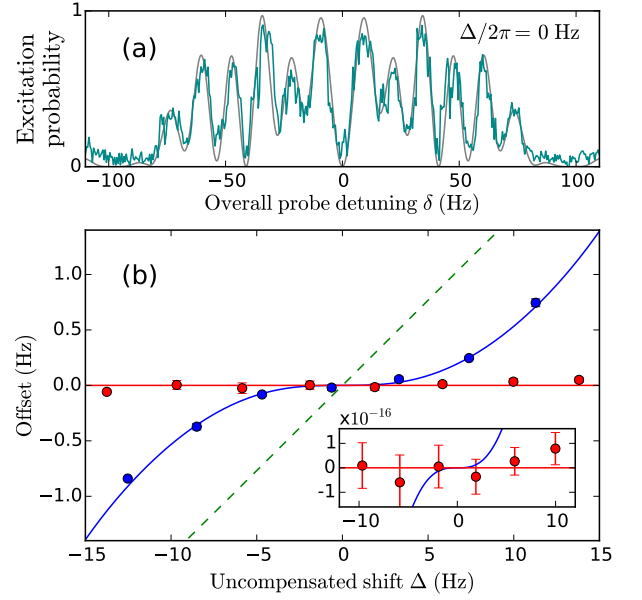 (a)
Δ/2π = 0 Hz
Excitation
probability
1
0
−100 −50 0 50 100
Overall probe detuning δ (Hz)
(b)
Offset (Hz)
1.0
0.5
0.0
−0.5
−1.0
x10⁻¹⁶
1
0
-1
−10 0 10
−15 −10 −5 0 5 10 15
Uncompensated shift Δ (Hz)